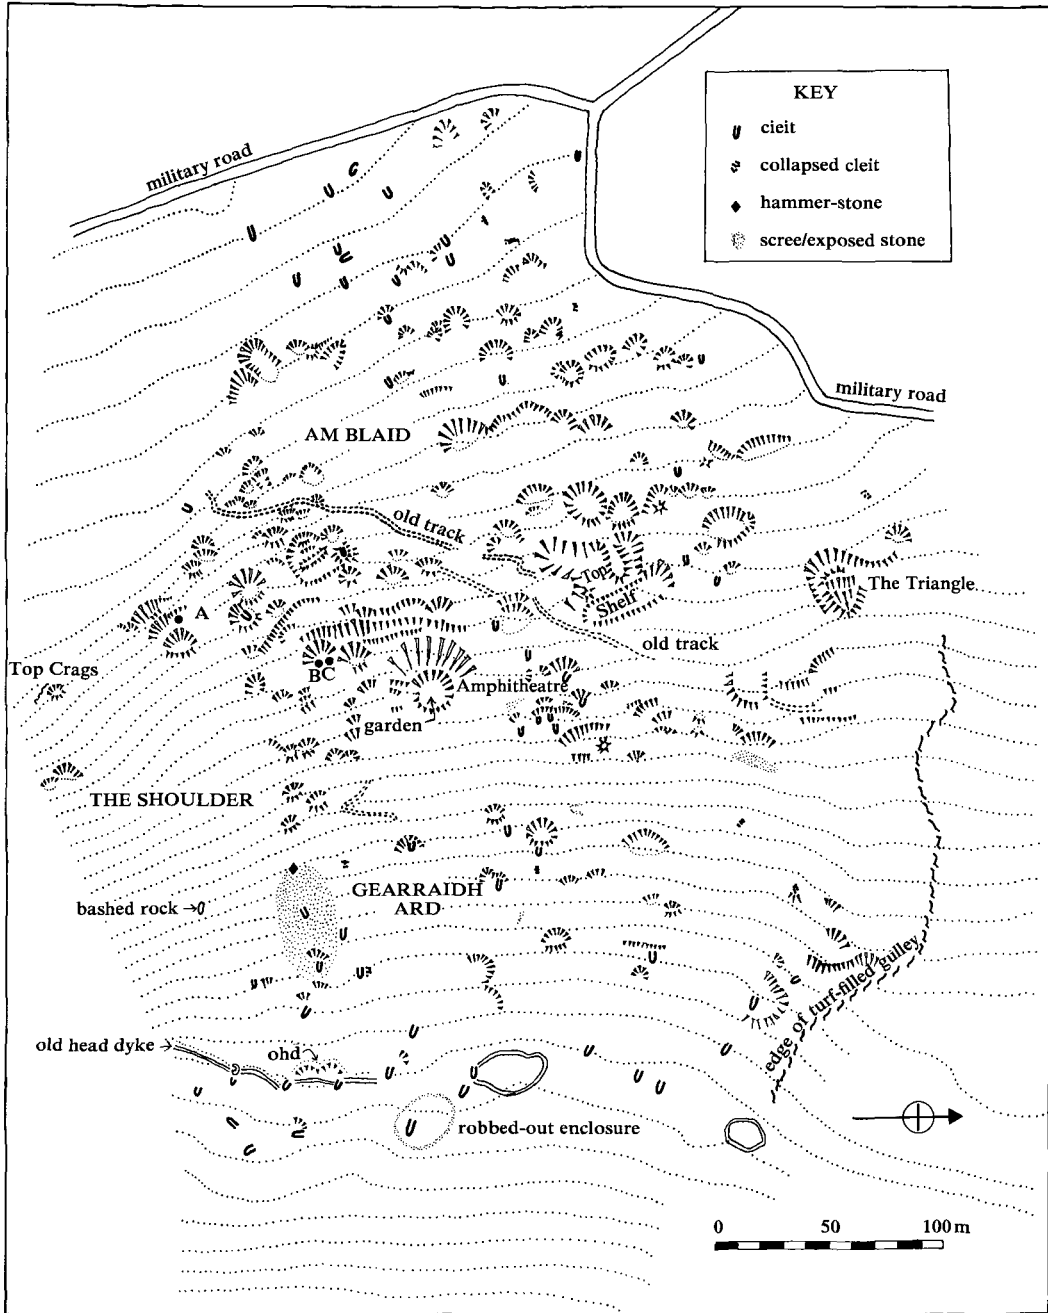 KEY
cieit
collapsed cleit
hammer-stone
scree/exposed stone
military road
military road
AM BLAID
old track
Top
Shelf
The Triangle
A
old track
Top Crags
BC
Amphitheatre
garden
THE SHOULDER
GEARRAIDH
ARD
bashed rock
edge of turf-filled gulley
old head dyke
ohd
robbed-out enclosure
0 50 100 m